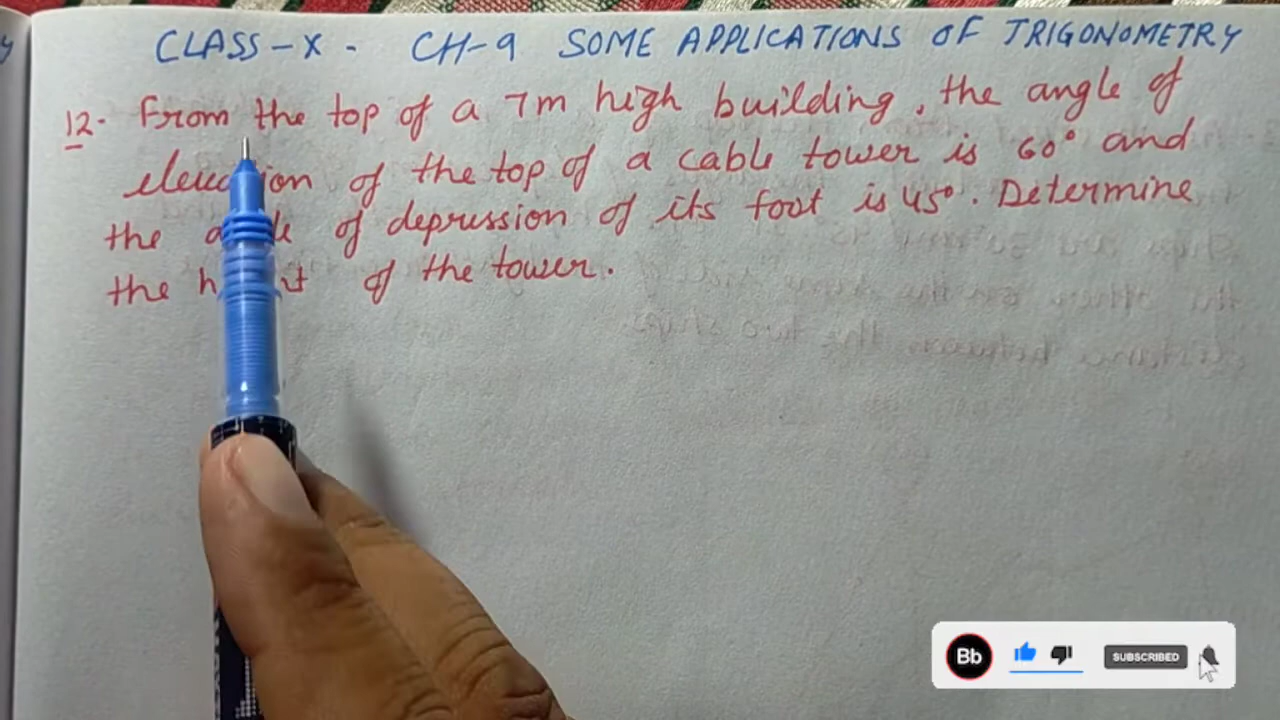 CLASS-X - CH-9 SOME APPLICATIONS OF TRIGONOMETRY
12. From the top of a 7m high building, the angle of
of the top of a cable tower is 60° and
the of depression of its foot is 45°. Determine
the of the tower.
Bb SUBSCRIBED